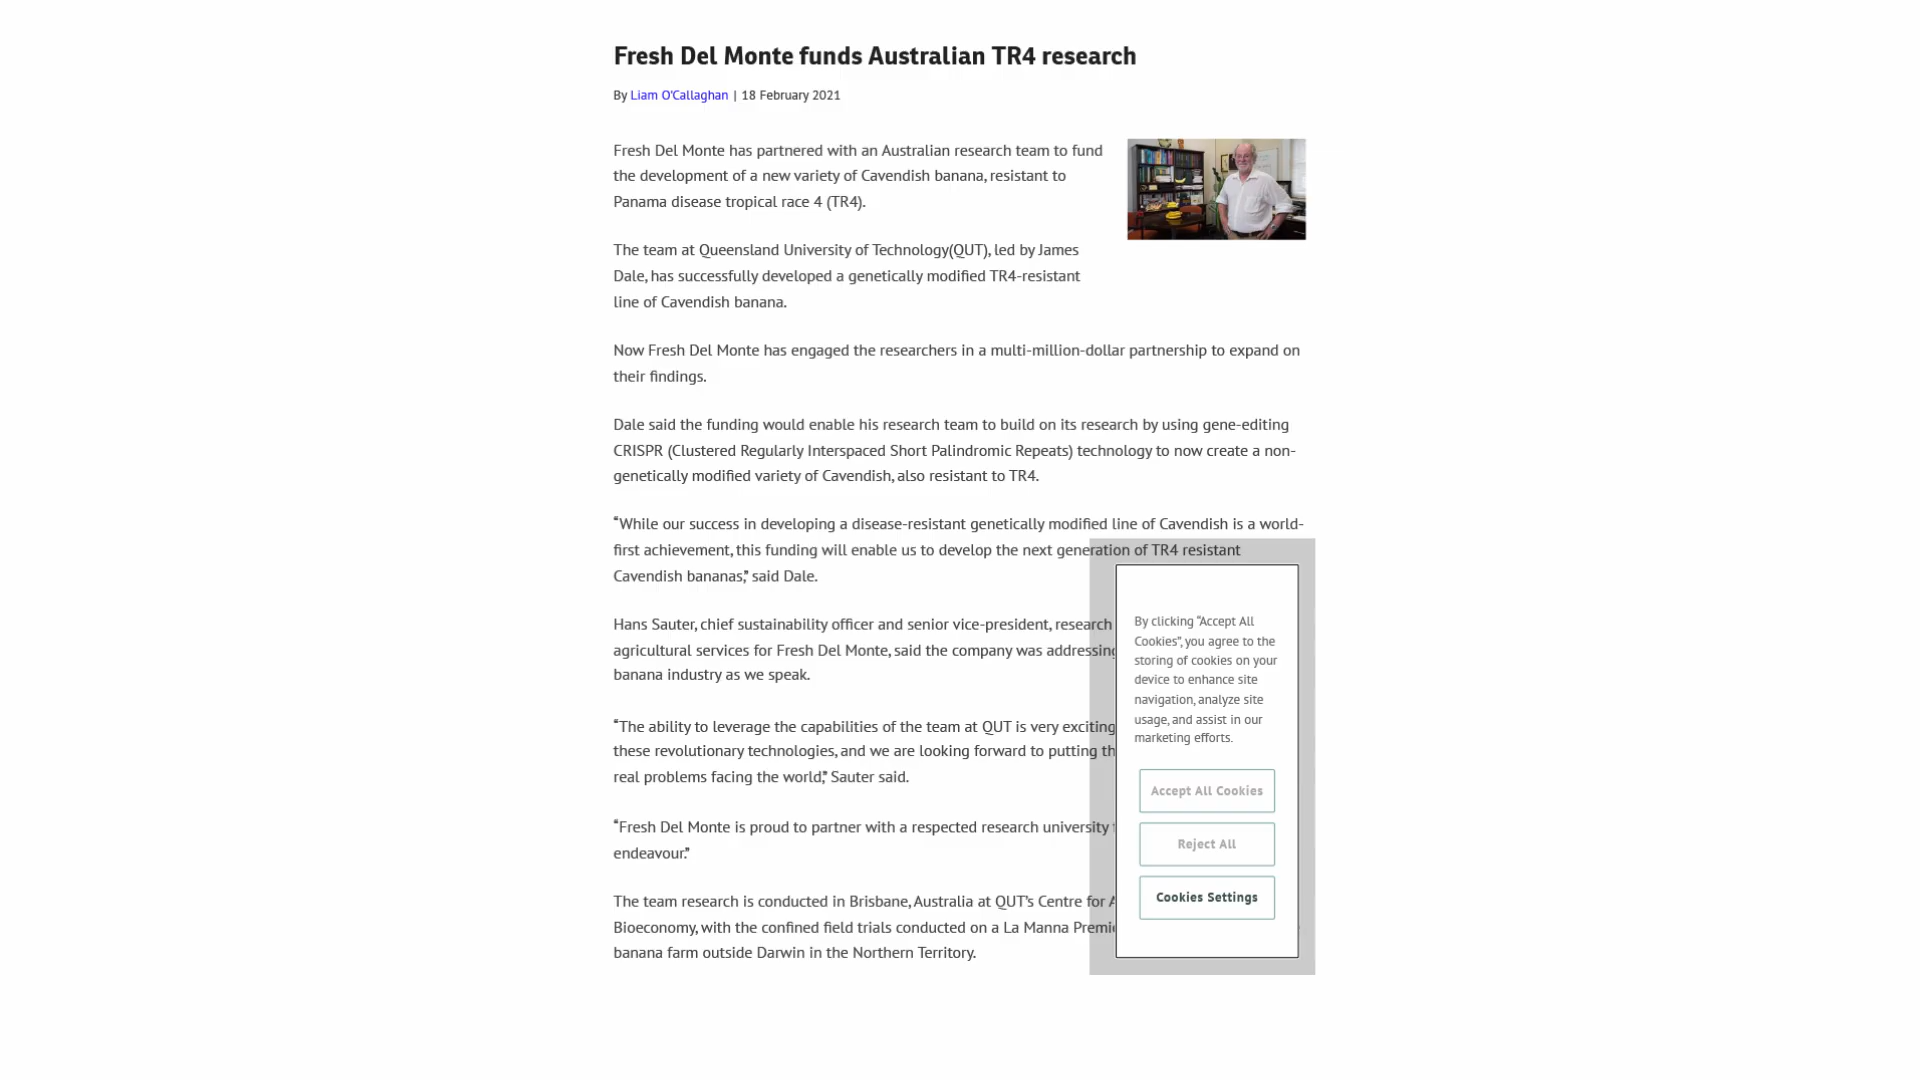 Fresh Del Monte funds Australian TR4 research
By Liam O'Callaghan | 18 February 2021
Fresh Del Monte has partnered with an Australian research team to fund
the development of a new variety of Cavendish banana, resistant to
Panama disease tropical race 4 (TR4).
The team at Queensland University of Technology(QUT), led by James
Dale, has successfully developed a genetically modified TR4-resistant
line of Cavendish banana.
Now Fresh Del Monte has engaged the researchers in a multi-million-dollar partnership to expand on
their findings.
Dale said the funding would enable his research team to build on its research by using gene-editing
CRISPR (Clustered Regularly Interspaced Short Palindromic Repeats) technology to now create a non-
genetically modified variety of Cavendish, also resistant to TR4.
“While our success in developing a disease-resistant genetically modified line of Cavendish is a world-
first achievement, this funding will enable us to develop the next generation of TR4 resistant
Cavendish bananas,” said Dale.
Hans Sauter, chief sustainability officer and senior vice-president, research
agricultural services for Fresh Del Monte, said the company was addressing
banana industry as we speak.
“The ability to leverage the capabilities of the team at QUT is very exciting
these revolutionary technologies, and we are looking forward to putting
real problems facing the world,” Sauter said.
“Fresh Del Monte is proud to partner with a respected research university
endeavour.”
The team research is conducted in Brisbane, Australia at QUT’s Centre for
Bioeconomy, with the confined field trials conducted on a La Manna
banana farm outside Darwin in the Northern Territory.
By clicking “Accept All
Cookies”, you agree to the
storing of cookies on your
device to enhance site
navigation, analyze site
usage, and assist in our
marketing efforts.
Accept All Cookies
Reject All
Cookies Settings